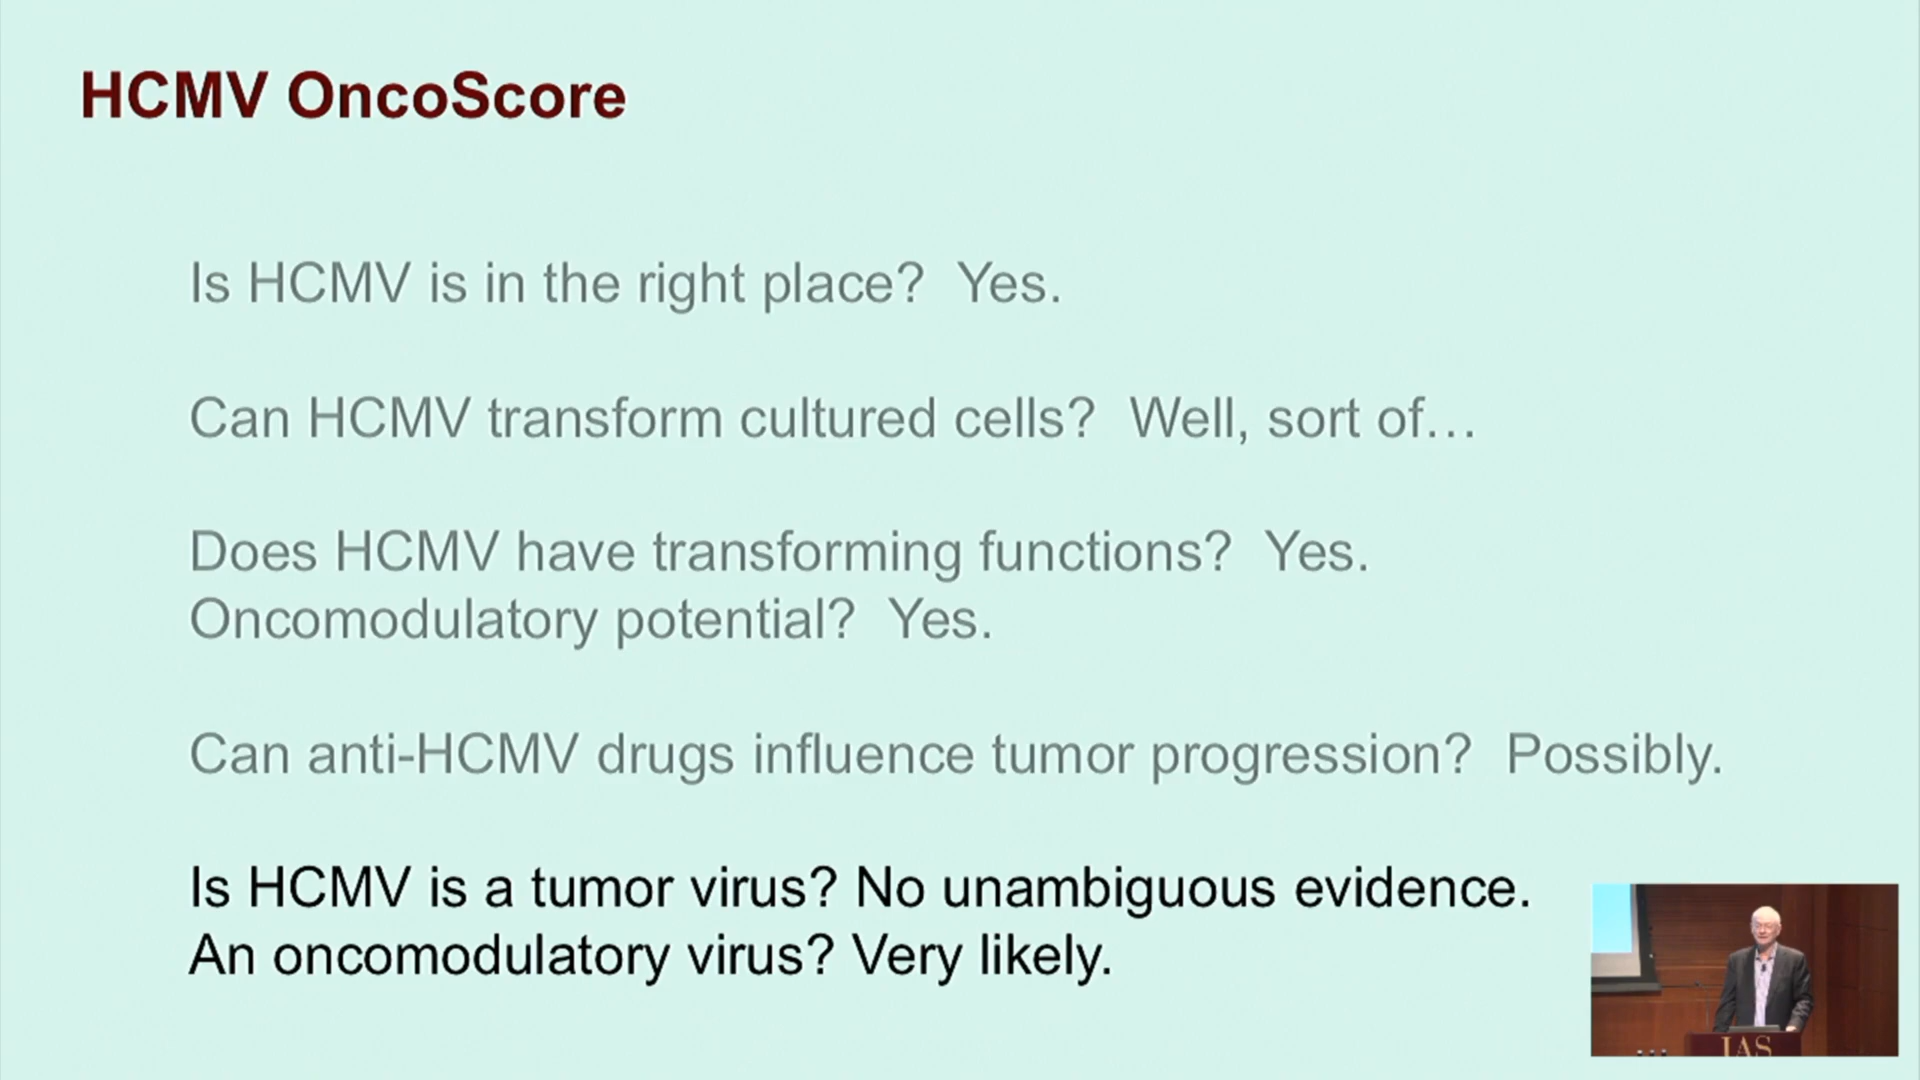 HCMV OncoScore
Is HCMV is in the right place?  Yes.
Can HCMV transform cultured cells?  Well, sort of…
Does HCMV have transforming functions?  Yes.
Oncomodulatory potential?  Yes.
Can anti-HCMV drugs influence tumor progression?  Possibly.
Is HCMV is a tumor virus? No unambiguous evidence.
An oncomodulatory virus? Very likely.
IAS